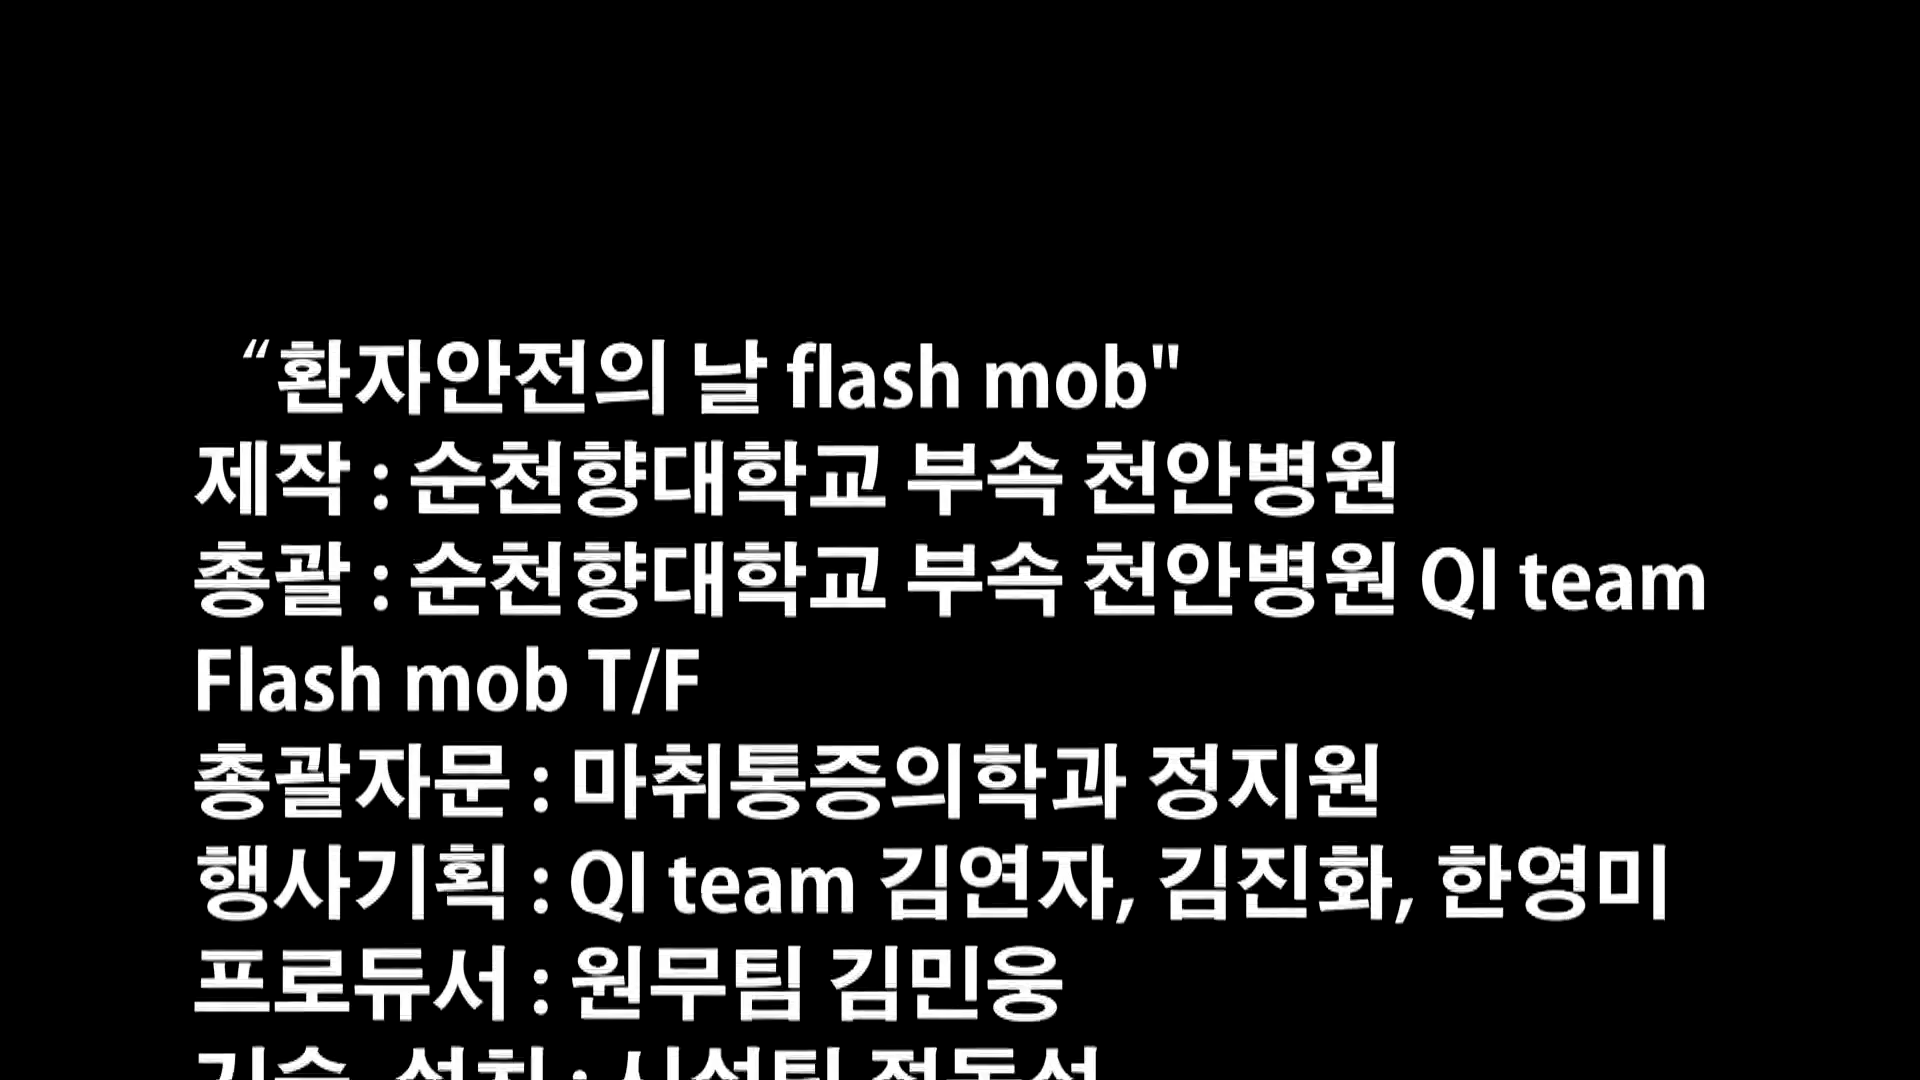 “환자안전의 날 flash mob"
제작 : 순천향대학교 부속 천안병원
총괄 : 순천향대학교 부속 천안병원 QI team
Flash mob T/F
총괄자문 : 마취통증의학과 정지원
행사기획 : QI team 김연자, 김진화, 한영미
프로듀서 : 원무팀 김민웅